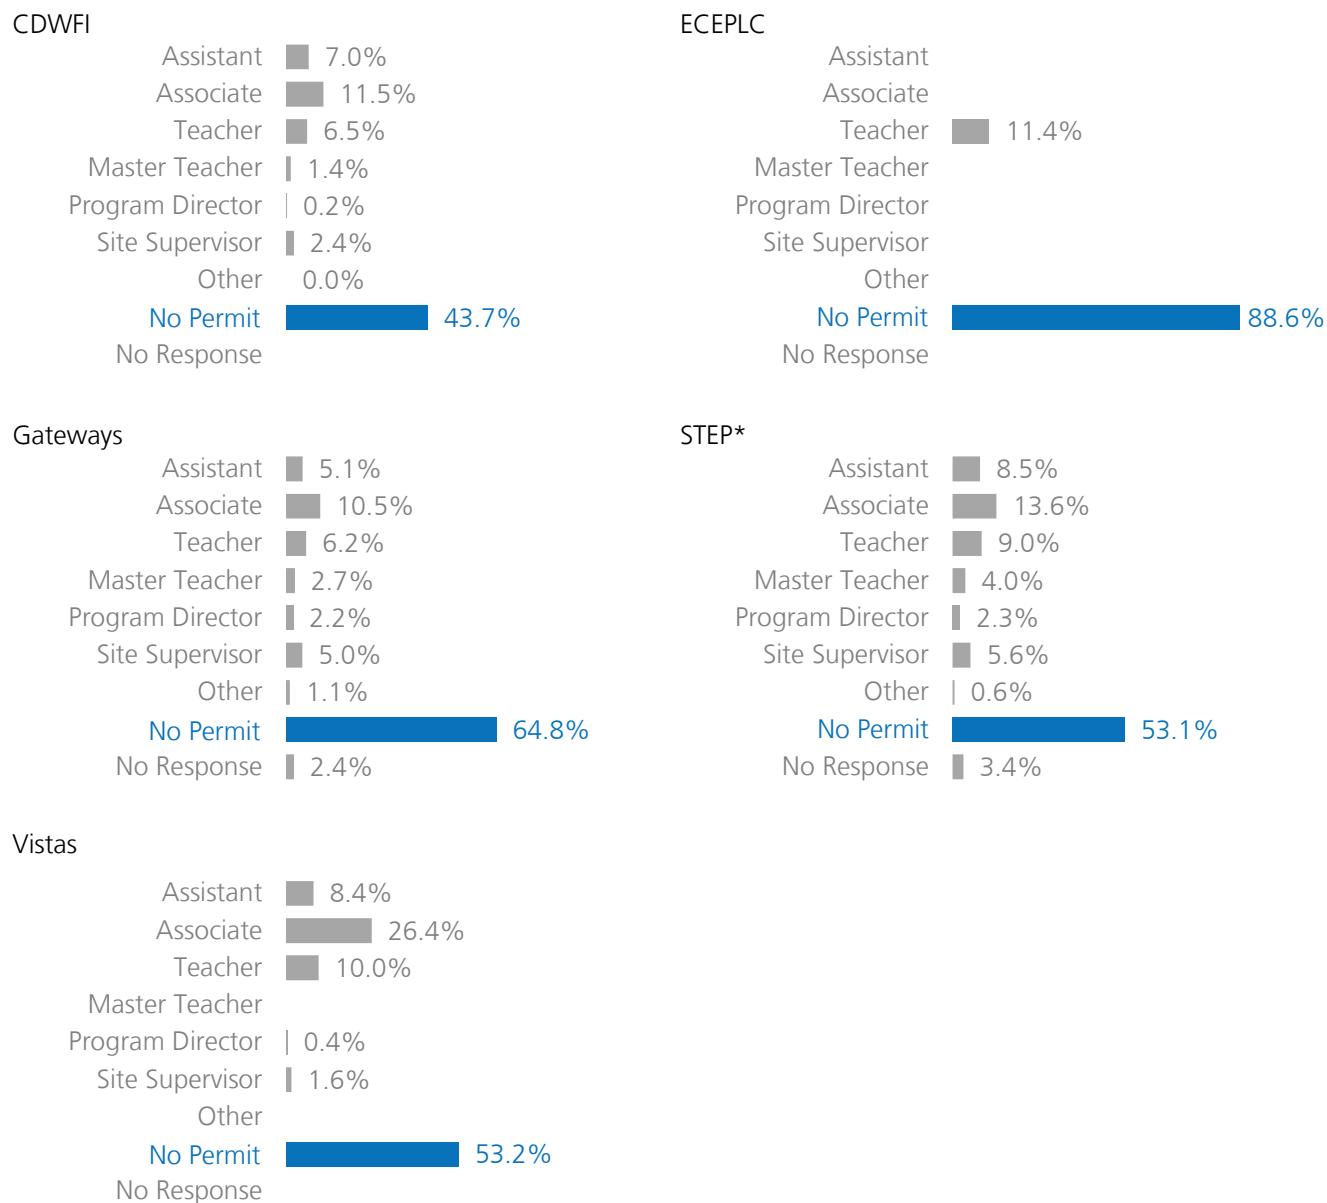 CDWFI
Assistant 7.0%
Associate 11.5%
Teacher 6.5%
Master Teacher 1.4%
Program Director 0.2%
Site Supervisor 2.4%
Other 0.0%
No Permit 43.7%
No Response
ECEPLC
Assistant
Associate
Teacher 11.4%
Master Teacher
Program Director
Site Supervisor
Other
No Permit 88.6%
No Response
Gateways
Assistant 5.1%
Associate 10.5%
Teacher 6.2%
Master Teacher 2.7%
Program Director 2.2%
Site Supervisor 5.0%
Other 1.1%
No Permit 64.8%
No Response 2.4%
STEP*
Assistant 8.5%
Associate 13.6%
Teacher 9.0%
Master Teacher 4.0%
Program Director 2.3%
Site Supervisor 5.6%
Other 0.6%
No Permit 53.1%
No Response 3.4%
Vistas
Assistant 8.4%
Associate 26.4%
Teacher 10.0%
Master Teacher
Program Director 0.4%
Site Supervisor 1.6%
Other
No Permit 53.2%
No Response